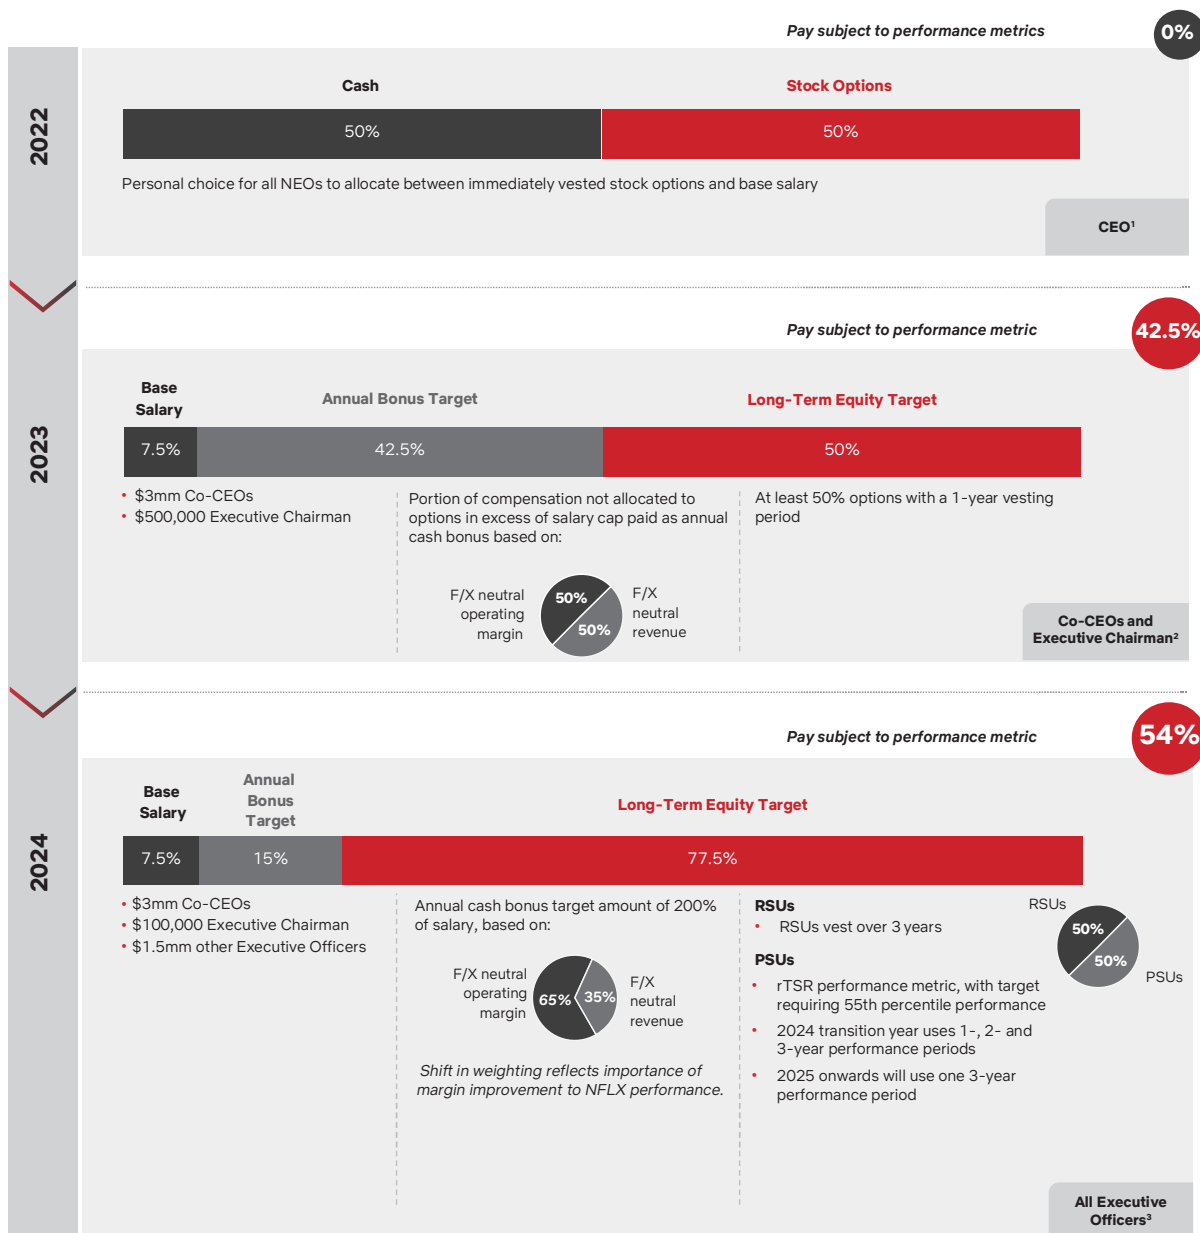 Pay subject to performance metrics
0%
2022
Cash
Stock Options
50%
50%
Personal choice for all NEOs to allocate between immediately vested stock options and base salary
CEO¹
Pay subject to performance metric
42.5%
2023
Base
Salary
Annual Bonus Target
Long-Term Equity Target
7.5%
42.5%
50%
• $3mm Co-CEOs
• $500,000 Executive Chairman
Portion of compensation not allocated to
options in excess of salary cap paid as annual
cash bonus based on:
F/X neutral
operating
margin
50%
50%
F/X
neutral
revenue
At least 50% options with a 1-year vesting
period
Co-CEOs and
Executive Chairman²
Pay subject to performance metric
54%
2024
Base
Salary
Annual
Bonus
Target
Long-Term Equity Target
7.5%
15%
77.5%
• $3mm Co-CEOs
• $100,000 Executive Chairman
• $1.5mm other Executive Officers
Annual cash bonus target amount of 200%
of salary, based on:
F/X neutral
operating
margin
65%
35%
F/X
neutral
revenue
Shift in weighting reflects importance of
margin improvement to NFLX performance.
RSUs
• RSUs vest over 3 years
PSUs
• rTSR performance metric, with target
requiring 55th percentile performance
• 2024 transition year uses 1-, 2- and
3-year performance periods
• 2025 onwards will use one 3-year
performance period
RSUs
50%
50%
PSUs
All Executive
Officers³